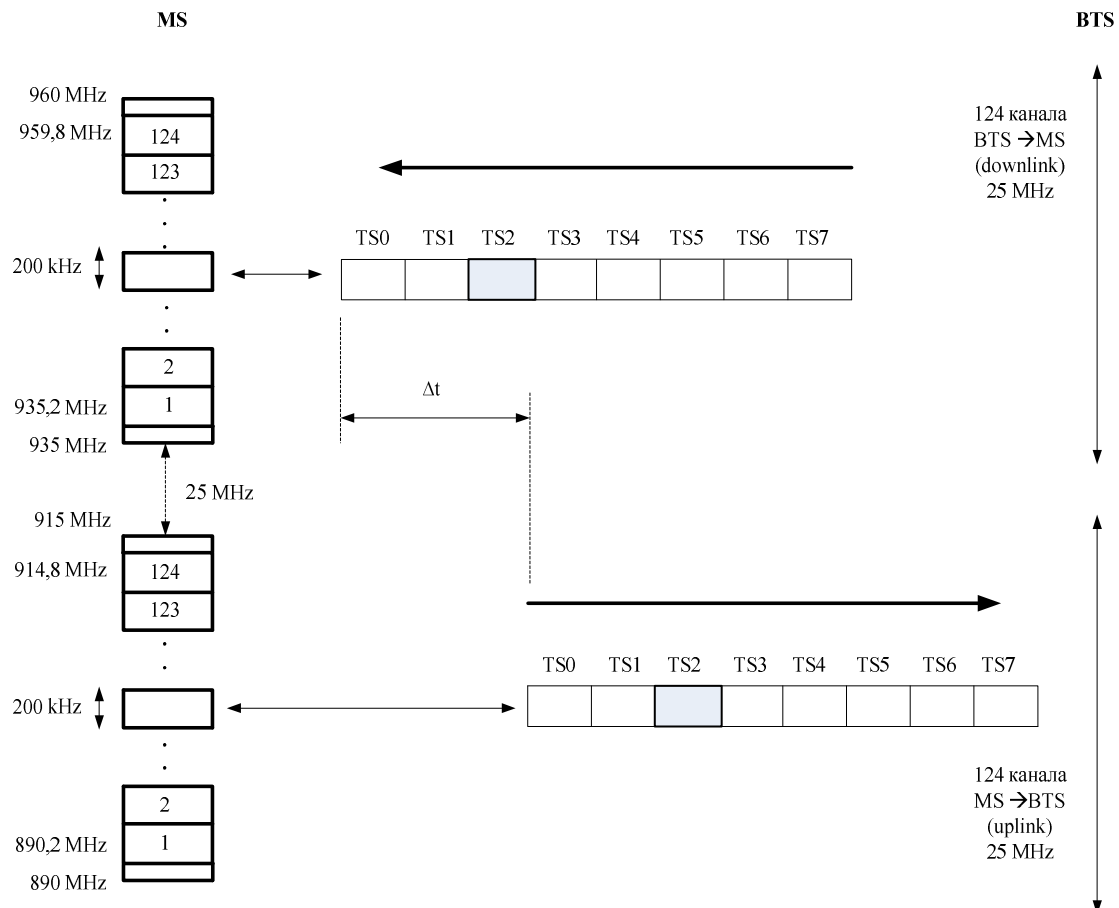 MS
BTS
960 MHz
959,8 MHz
124
123
124 канала
BTS →MS
(downlink)
25 MHz
TS0 TS1 TS2 TS3 TS4 TS5 TS6 TS7
200 kHz
2
935,2 MHz
1
935 MHz
Δt
25 MHz
915 MHz
914,8 MHz
124
123
TS0 TS1 TS2 TS3 TS4 TS5 TS6 TS7
200 kHz
124 канала
MS →BTS
(uplink)
25 MHz
2
890,2 MHz
1
890 MHz